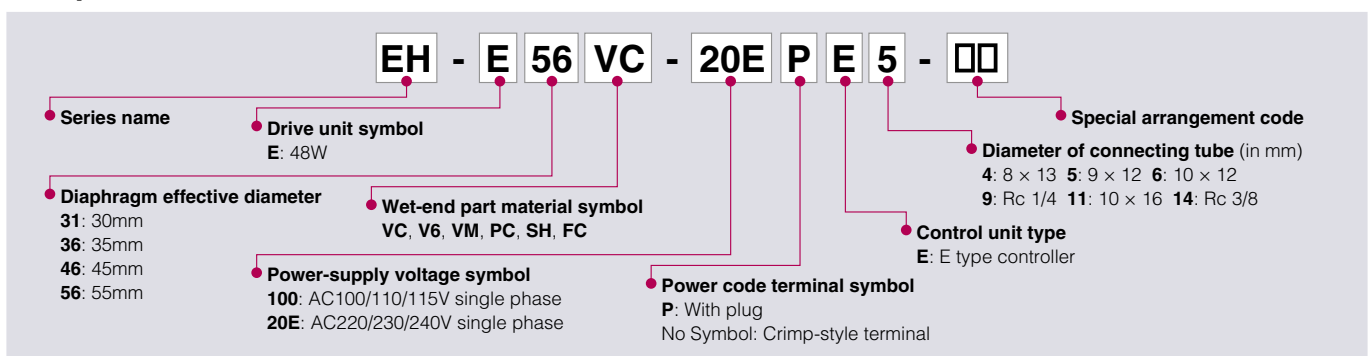 EH - E 56 VC - 20E P E 5 - □□
Series name
Drive unit symbol
E: 48W
Diaphragm effective diameter
31: 30mm
36: 35mm
46: 45mm
56: 55mm
Wet-end part material symbol
VC, V6, VM, PC, SH, FC
Power-supply voltage symbol
100: AC100/110/115V single phase
20E: AC220/230/240V single phase
Power code terminal symbol
P: With plug
No Symbol: Crimp-style terminal
Control unit type
E: E type controller
Diameter of connecting tube (in mm)
4: 8 × 13 5: 9 × 12 6: 10 × 12
9: Rc 1/4 11: 10 × 16 14: Rc 3/8
Special arrangement code